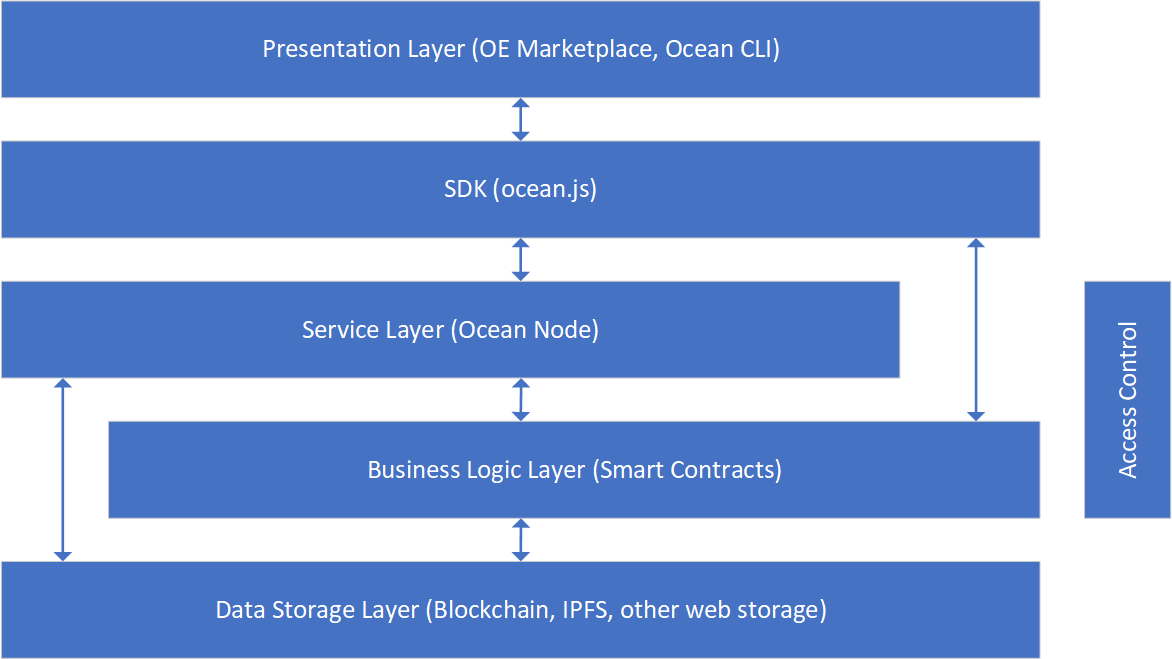 Presentation Layer (OE Marketplace, Ocean CLI)
SDK (ocean.js)
Service Layer (Ocean Node)
Access Control
Business Logic Layer (Smart Contracts)
Data Storage Layer (Blockchain, IPFS, other web storage)